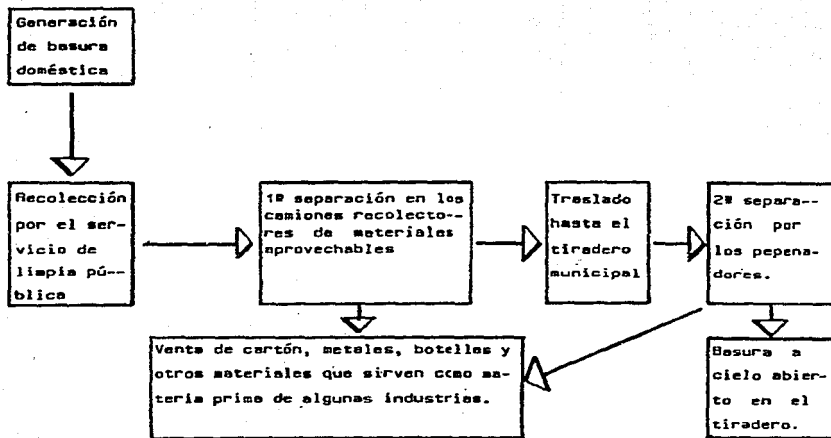 Generación
de basura
doméstica
Recolección
por el ser-
vicio de
limpia pú--
blica
1ª separación en los
camiones recolecto--
res de materiales
aprovechables
Traslado
hasta el
tiradero
municipal
2ª separa--
ción por
los pepena-
dores.
Venta de cartón, metales, botellas y
otros materiales que sirven como ma-
teria prima de algunas industrias.
Basura a
cielo abier-
to en el
tiradero.